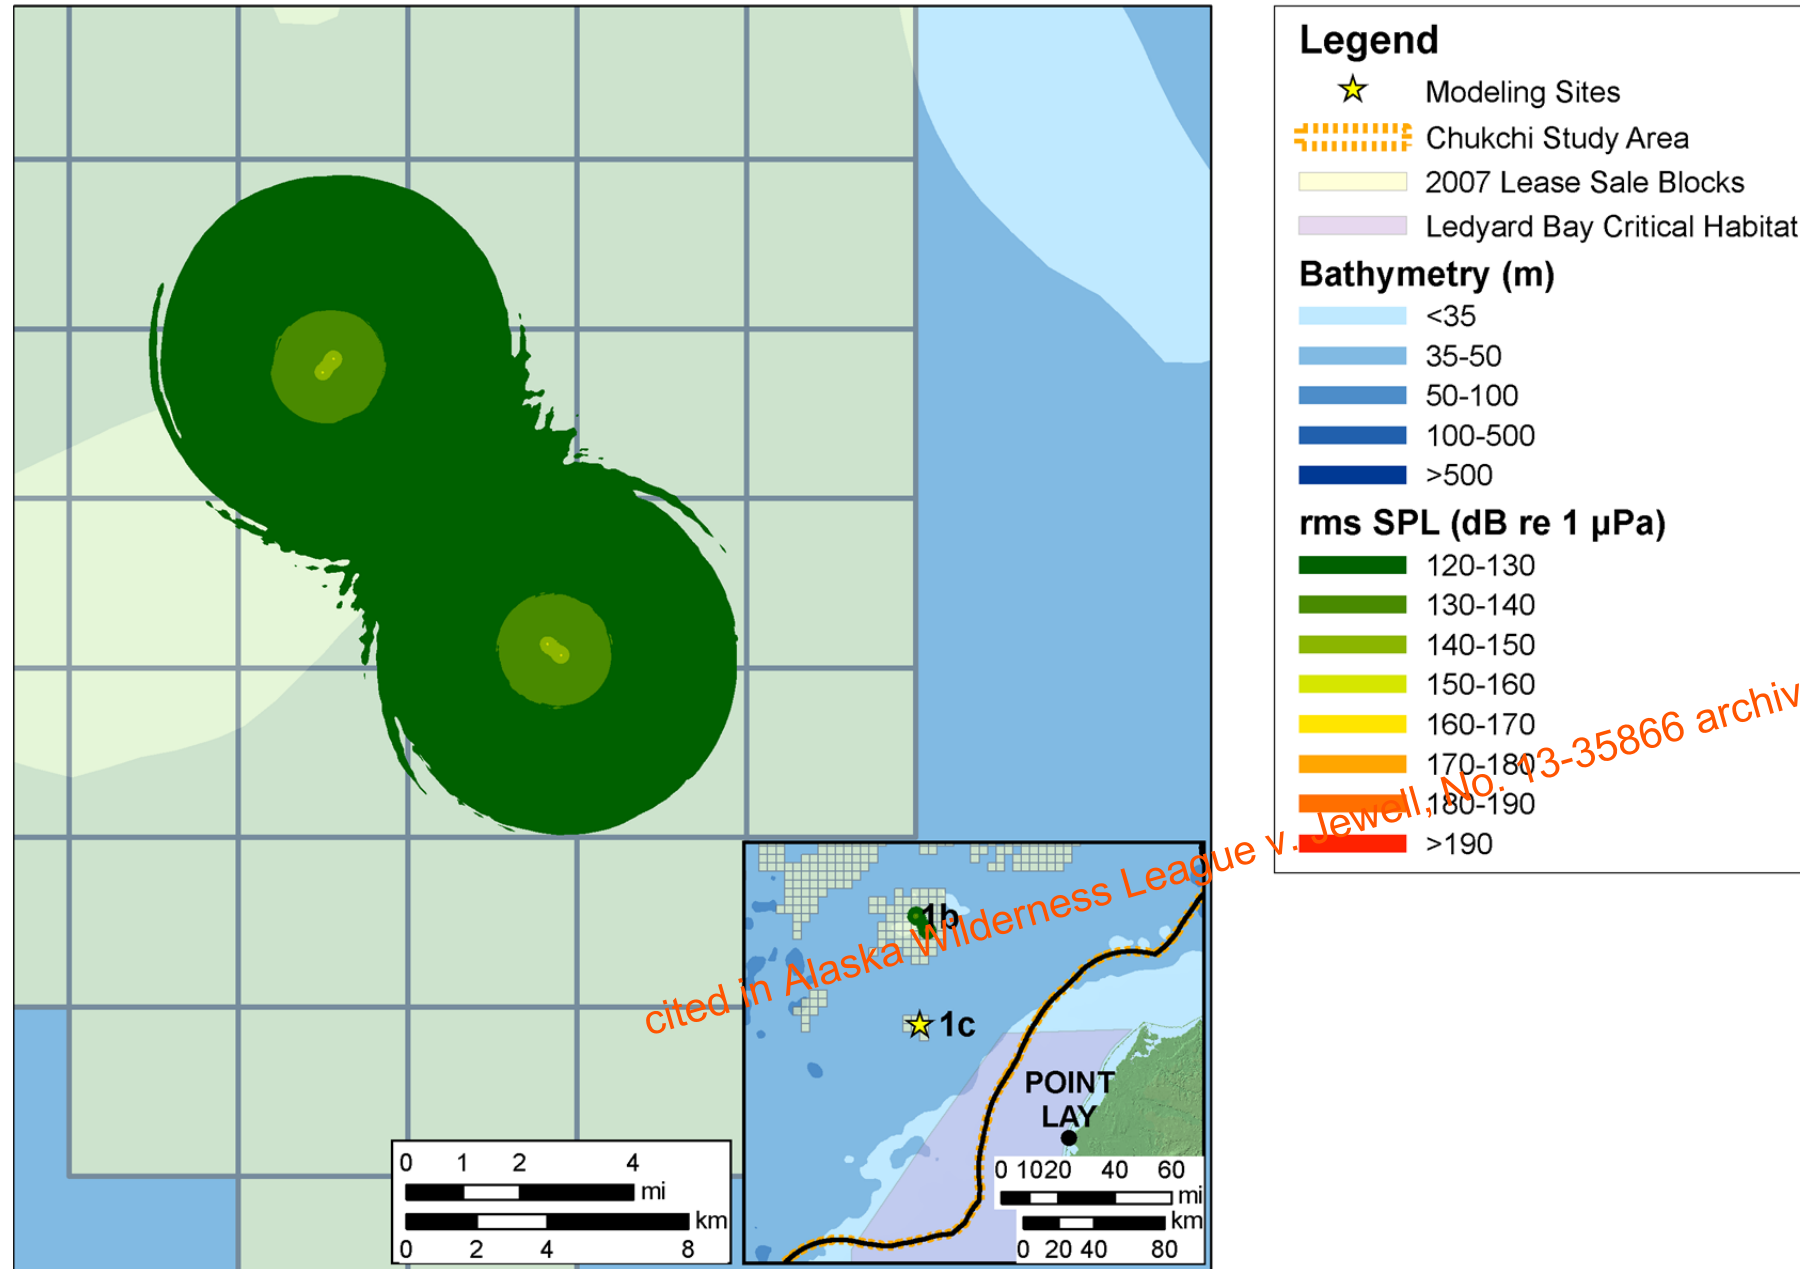 Legend
Modeling Sites
Chukchi Study Area
2007 Lease Sale Blocks
Ledyard Bay Critical Habitat
Bathymetry (m)
<35
35-50
50-100
100-500
>500
rms SPL (dB re 1 µPa)
120-130
130-140
140-150
150-160
160-170
170-180
180-190
>190
cited in Alaska Wilderness League v. Jewell, No. 13-35866 archiv
1b
1c
POINT
LAY
0 1 2 4
mi
km
0 2 4 8
0 10 20 40 60
mi
km
0 20 40 80